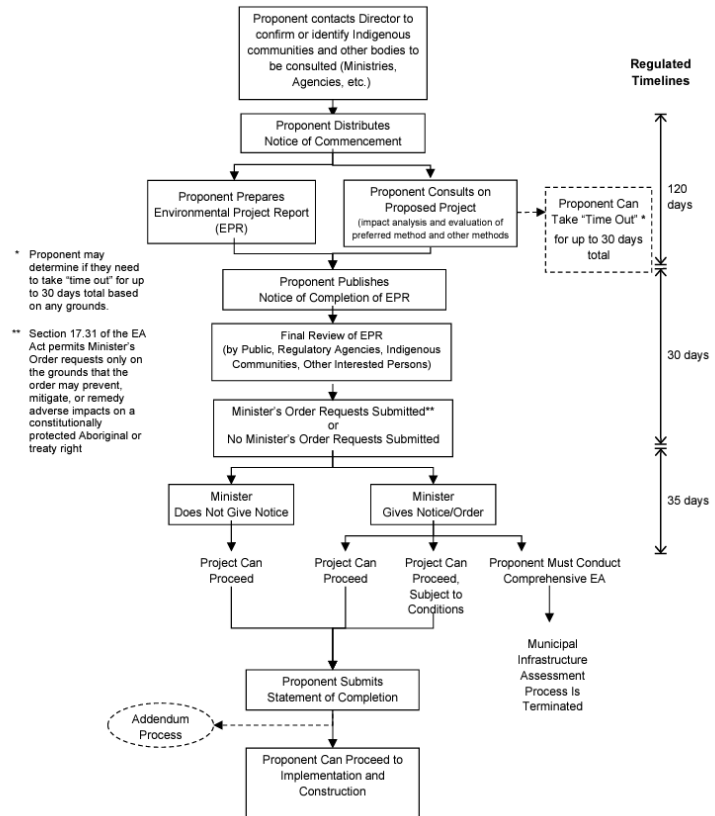 Proponent contacts Director to
confirm or identify Indigenous
communities and other bodies to
be consulted (Ministries,
Agencies, etc.)
Regulated
Timelines
Proponent Distributes
Notice of Commencement
Proponent Prepares
Environmental Project Report
(EPR)
Proponent Consults on
Proposed Project
(impact analysis and evaluation of
preferred method and other methods
Proponent Can
Take “Time Out” *
for up to 30 days
total
120
days
* Proponent may
determine if they need
to take “time out” for up
to 30 days total based
on any grounds.
** Section 17.31 of the EA
Act permits Minister’s
Order requests only on
the grounds that the
order may prevent,
mitigate, or remedy
adverse impacts on a
constitutionally
protected Aboriginal or
treaty right
Proponent Publishes
Notice of Completion of EPR
Final Review of EPR
(by Public, Regulatory Agencies, Indigenous
Communities, Other Interested Persons)
30 days
Minister’s Order Requests Submitted**
or
No Minister’s Order Requests Submitted
Minister
Does Not Give Notice
Minister
Gives Notice/Order
35 days
Project Can
Proceed
Project Can
Proceed
Project Can
Proceed,
Subject to
Conditions
Proponent Must Conduct
Comprehensive EA
Municipal
Infrastructure
Assessment
Process Is
Terminated
Proponent Submits
Statement of Completion
Addendum
Process
Proponent Can Proceed to
Implementation and
Construction